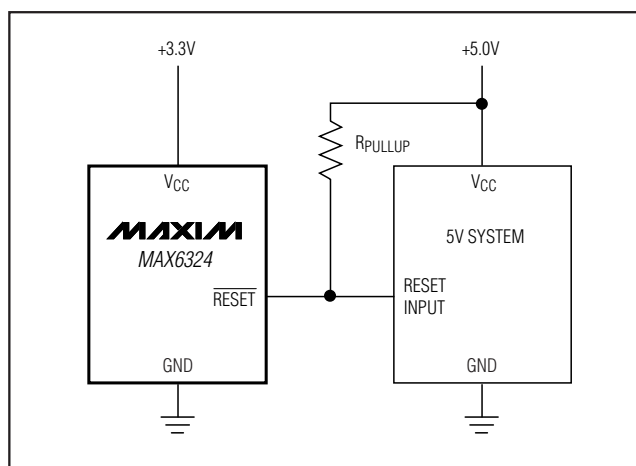 +3.3V
+5.0V
RPULLUP
VCC
VCC
MAXIM
MAX6324
5V SYSTEM
RESET
RESET
INPUT
GND
GND